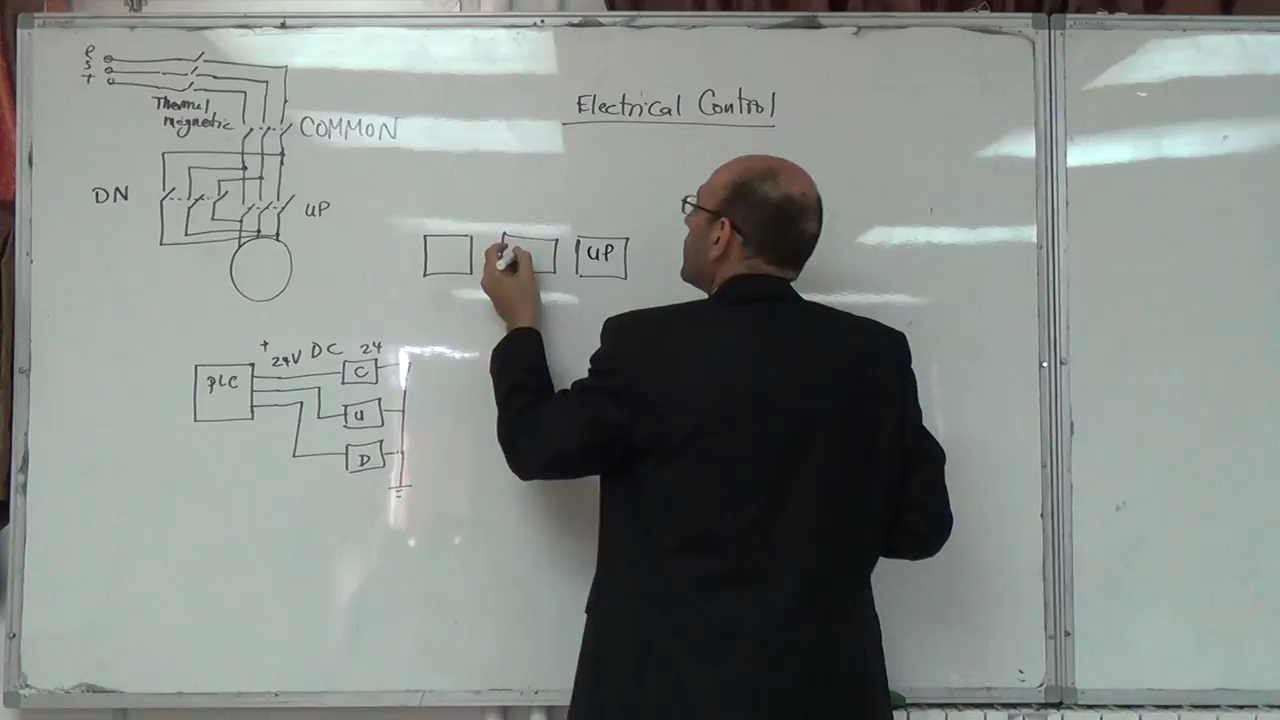 R
S
T
Thermal
magnetic
COMMON
DN
UP
Electrical Control
UP
+
24V DC 24
PLC
C
U
D